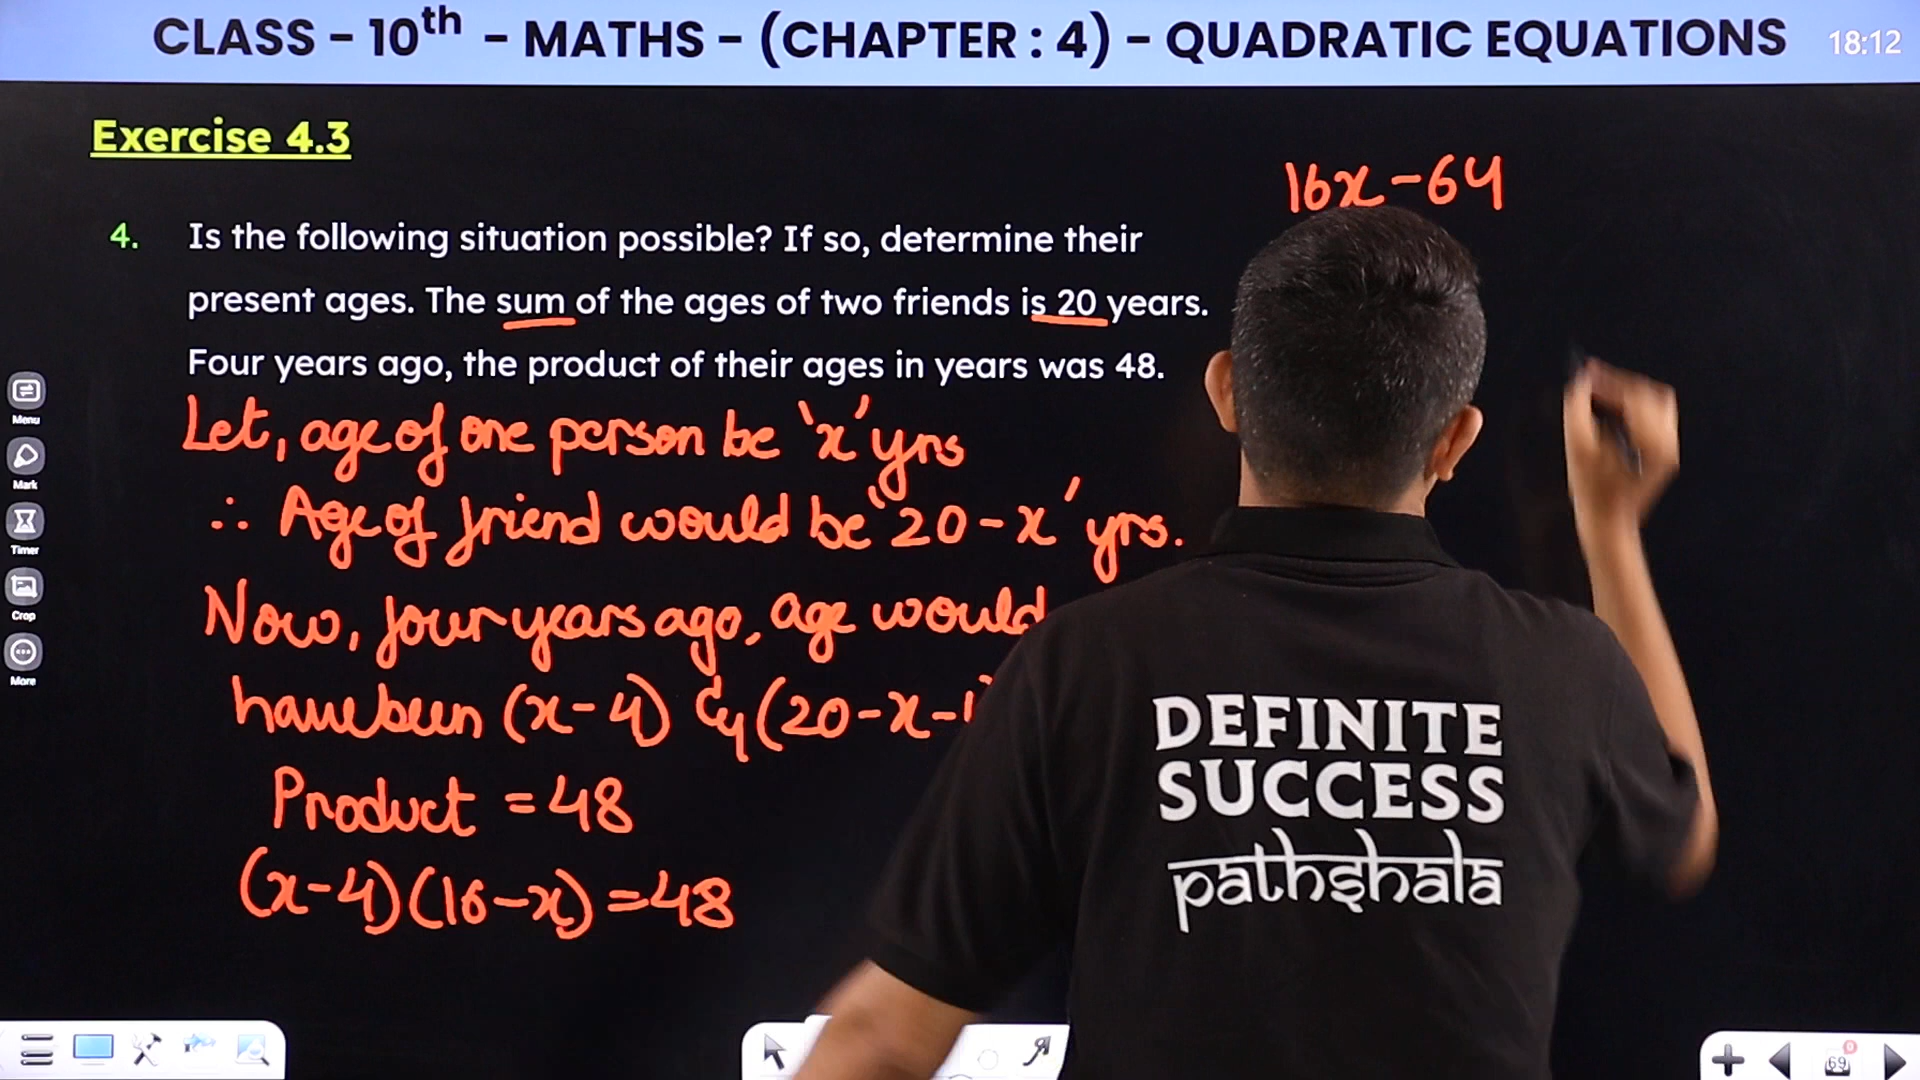 CLASS - 10th - MATHS - (CHAPTER : 4) - QUADRATIC EQUATIONS 18:12
Exercise 4.3
16x-64
4. Is the following situation possible? If so, determine their
present ages. The sum of the ages of two friends is 20 years.
Four years ago, the product of their ages in years was 48.
Let, age of one person be 'x' yrs
∴ Age of friend would be '20-x' yrs.
Now, four years ago, age would
have been (x-4) & (20-x-
Product = 48
(x-4)(16-x) = 48
Menu
Mark
Timer
Crop
More
DEFINITE
SUCCESS
pathshala
69